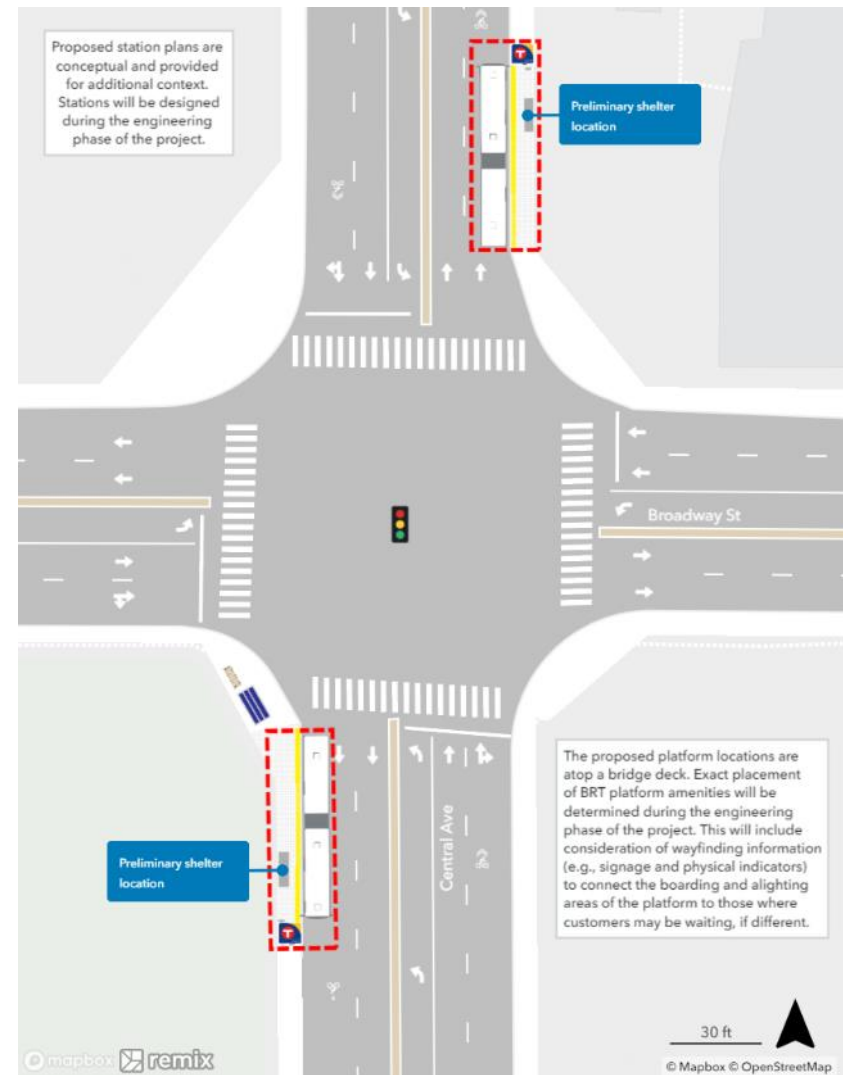 Proposed station plans are
conceptual and provided
for additional context.
Stations will be designed
during the engineering
phase of the project.
T
Preliminary shelter
location
Broadway St
Central Ave
The proposed platform locations are
atop a bridge deck. Exact placement
of BRT platform amenities will be
determined during the engineering
phase of the project. This will include
consideration of wayfinding information
(e.g., signage and physical indicators)
to connect the boarding and alighting
areas of the platform to those where
customers may be waiting, if different.
Preliminary shelter
location
T
30 ft
mapbox remix
© Mapbox © OpenStreetMap